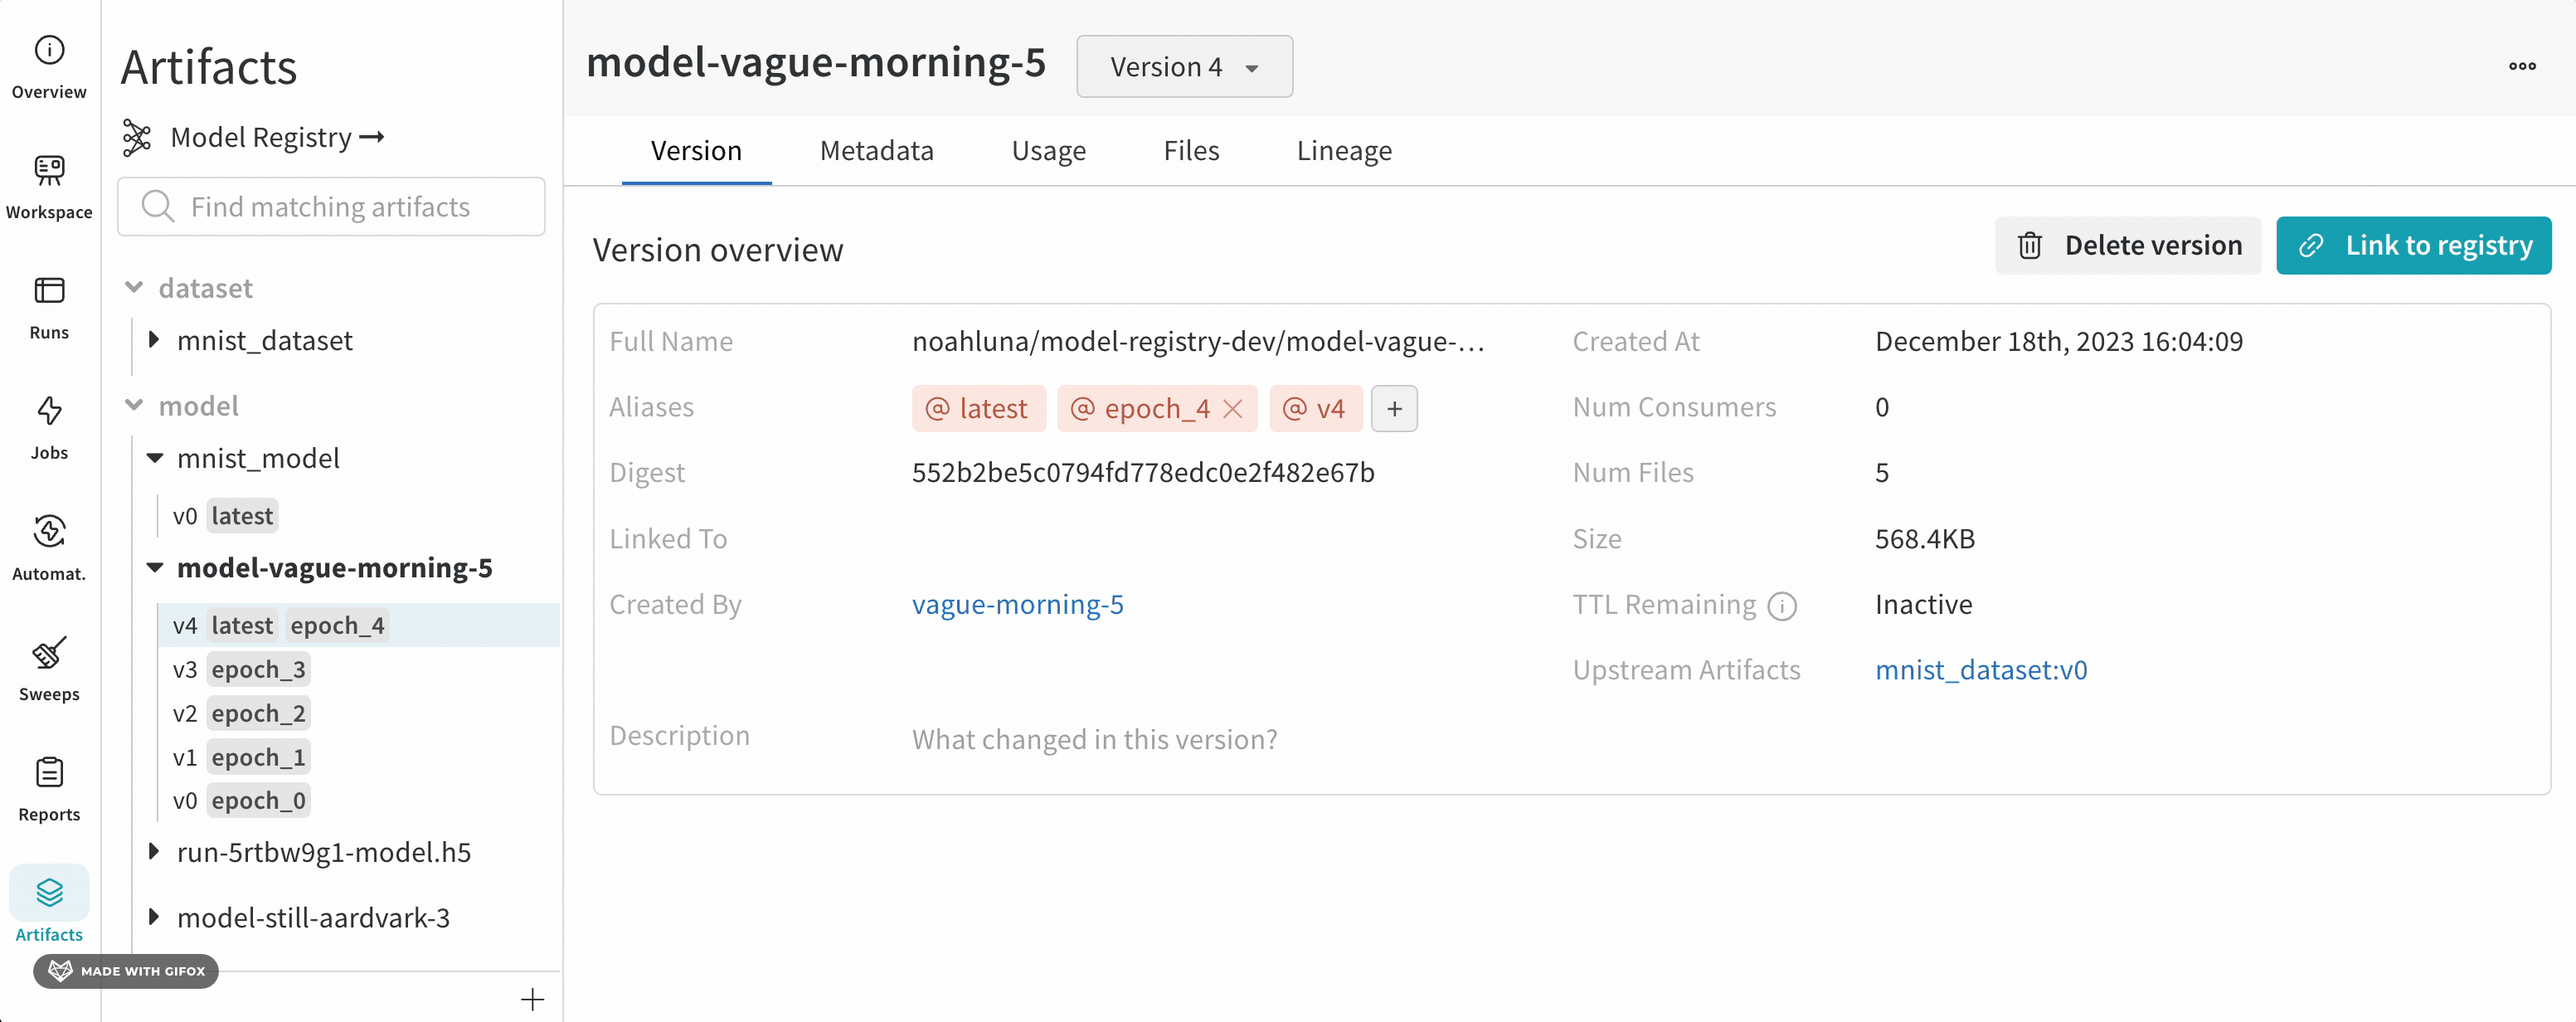 Overview
Workspace
Runs
Jobs
Automat.
Sweeps
Reports
Artifacts
MADE WITH GIFOX
Artifacts
Model Registry →
Find matching artifacts
dataset
mnist_dataset
model
mnist_model
v0 latest
model-vague-morning-5
v4 latest epoch_4
v3 epoch_3
v2 epoch_2
v1 epoch_1
v0 epoch_0
run-5rtbw9g1-model.h5
model-still-aardvark-3
model-vague-morning-5 Version 4
Version Metadata Usage Files Lineage
Version overview Delete version Link to registry
Full Name noahluna/model-registry-dev/model-vague-...
Aliases @ latest @ epoch_4 @ v4 +
Digest 552b2be5c0794fd778edc0e2f482e67b
Linked To
Created By vague-morning-5
Description What changed in this version?
Created At December 18th, 2023 16:04:09
Num Consumers 0
Num Files 5
Size 568.4KB
TTL Remaining Inactive
Upstream Artifacts mnist_dataset:v0